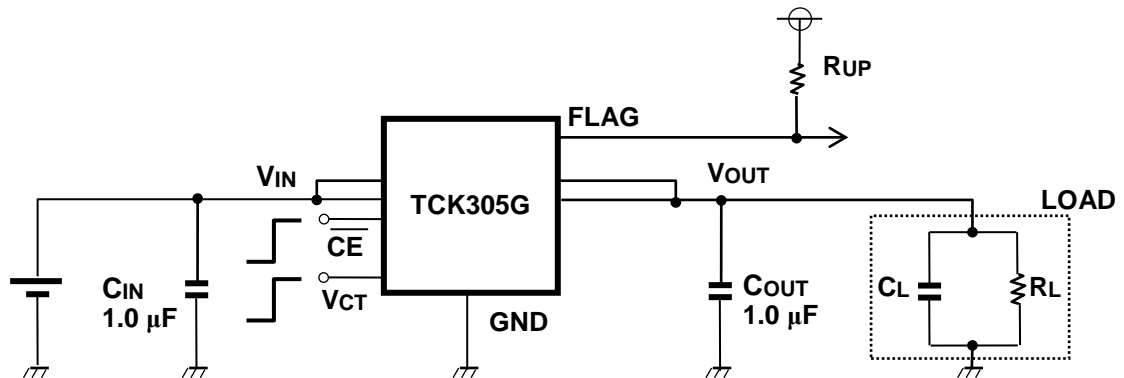 RUP
FLAG
VIN
VOUT
TCK305G
LOAD
CE
CIN
1.0 µF
VCT
GND
COUT
1.0 µF
CL
RL